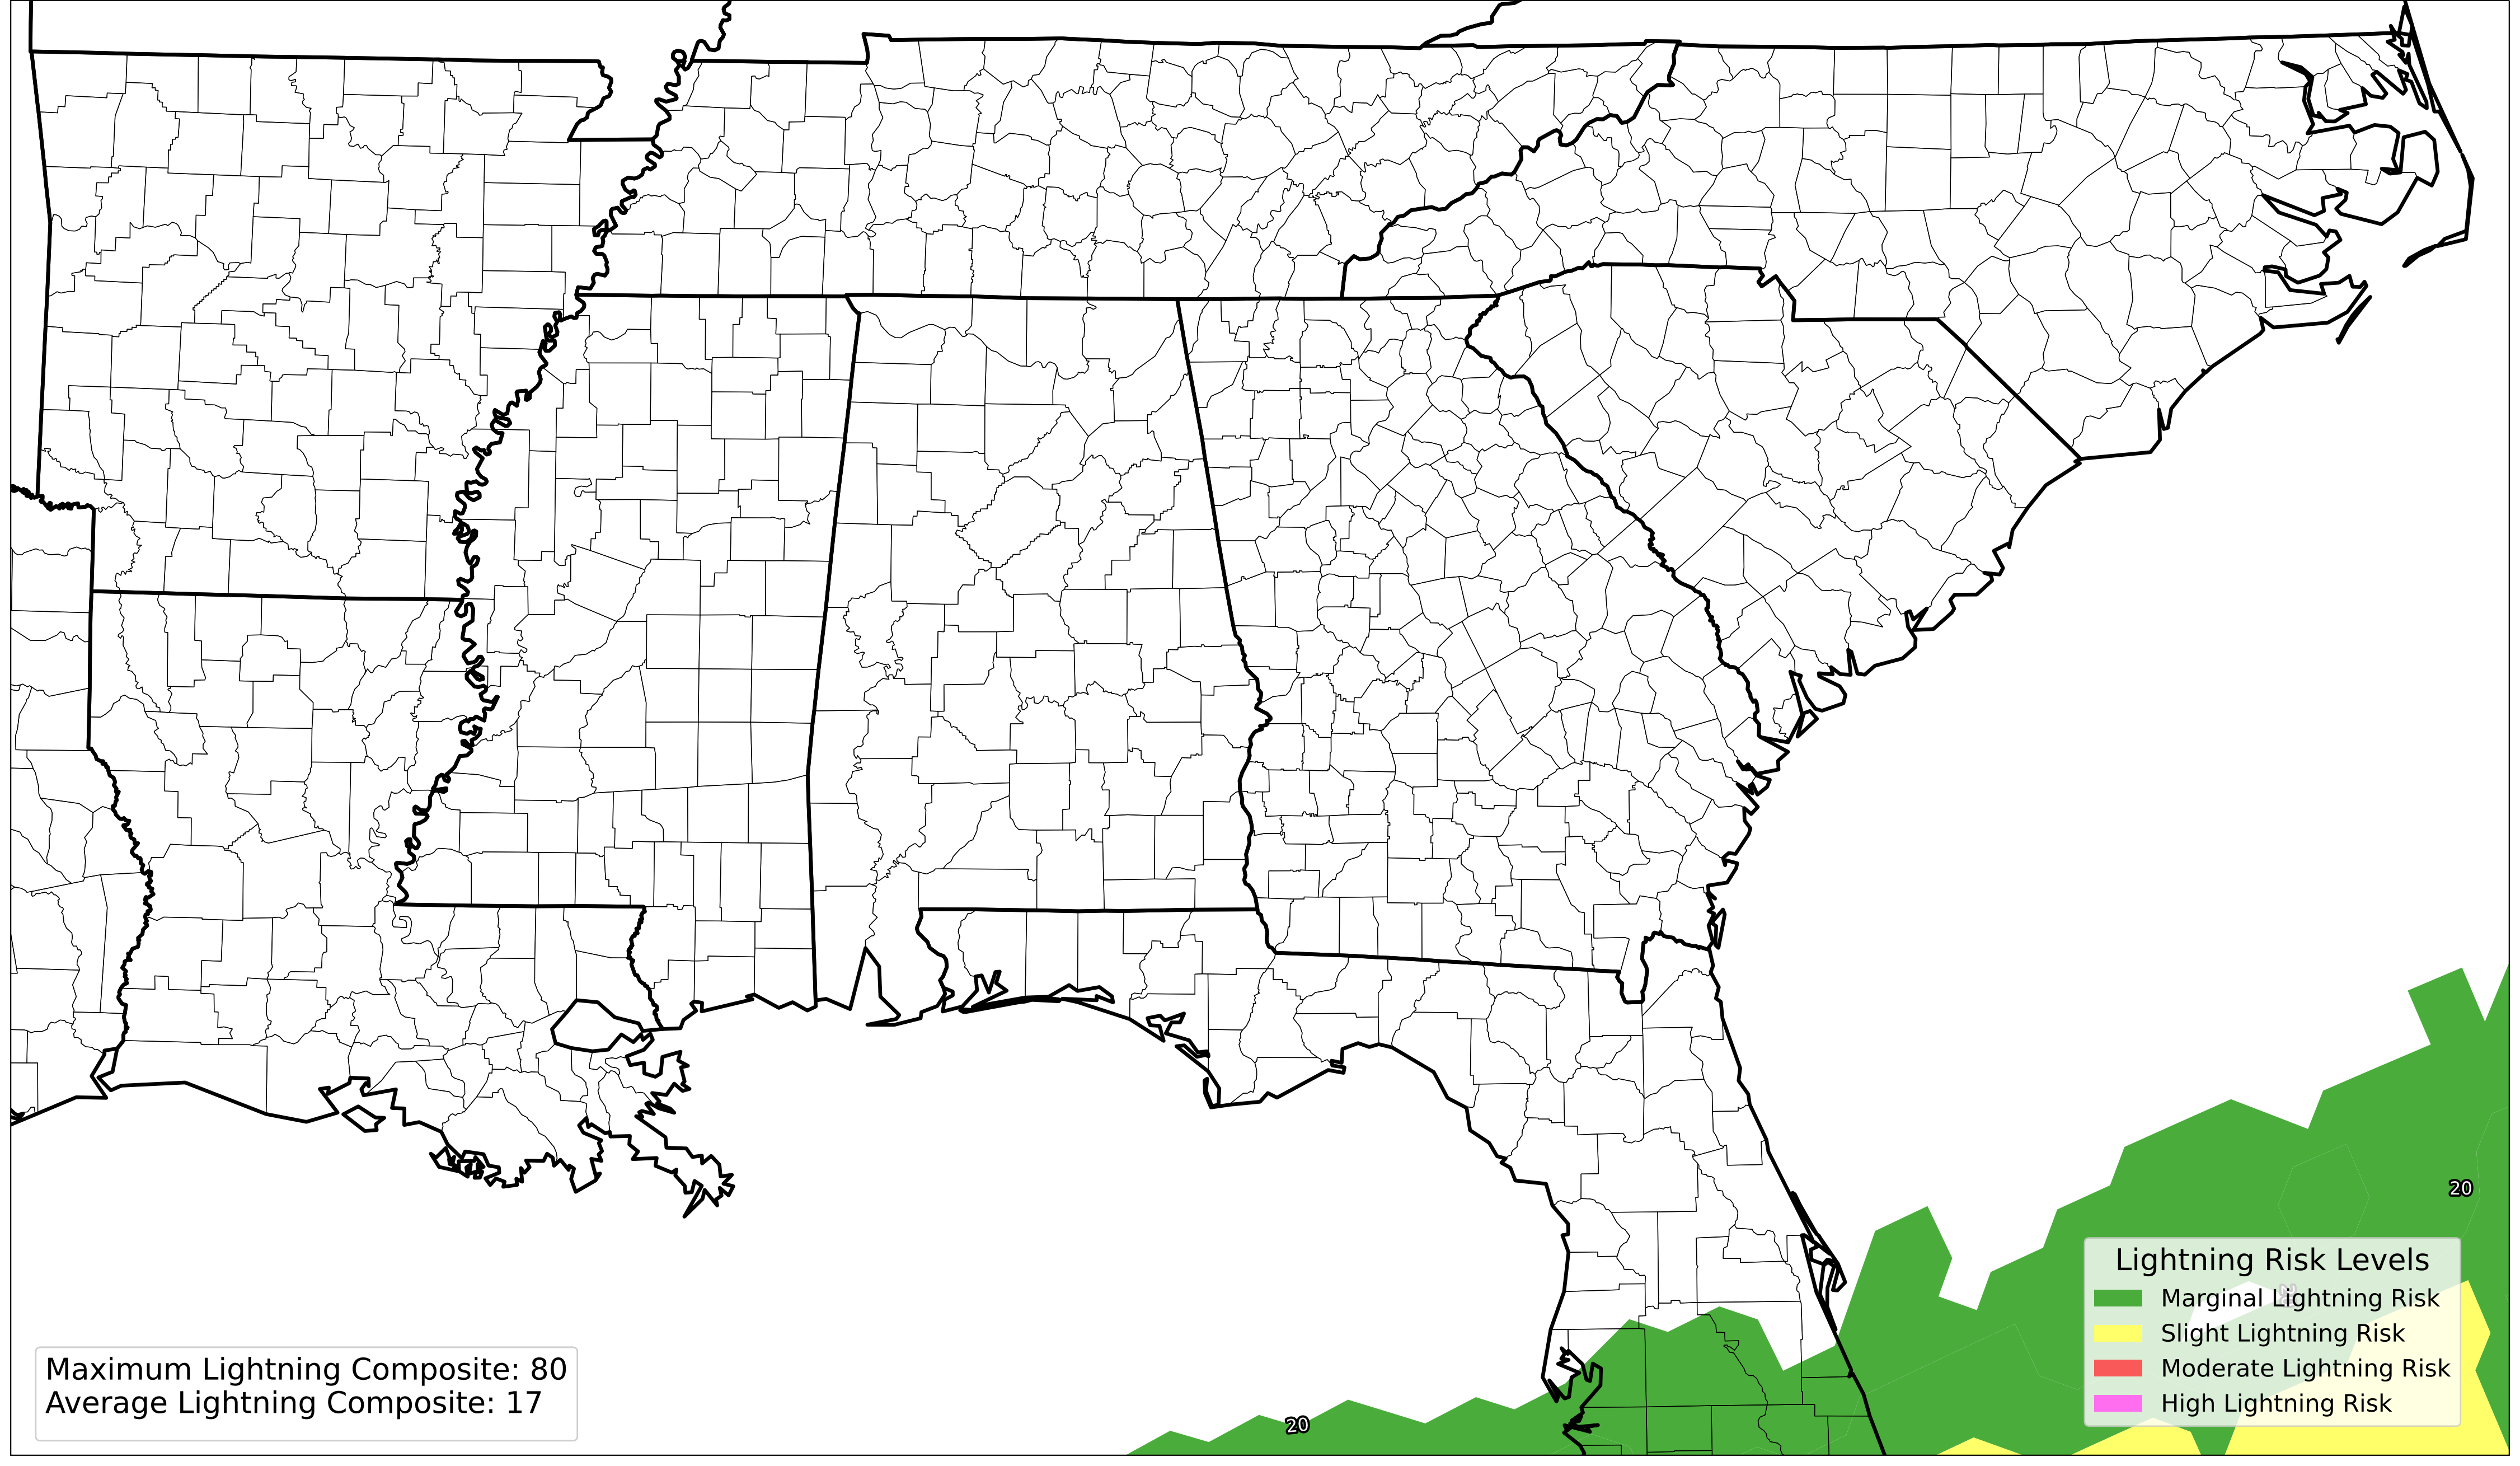 20
Lightning Risk Levels
Marginal Lightning Risk
Slight Lightning Risk
Moderate Lightning Risk
High Lightning Risk
Maximum Lightning Composite: 80
Average Lightning Composite: 17
20